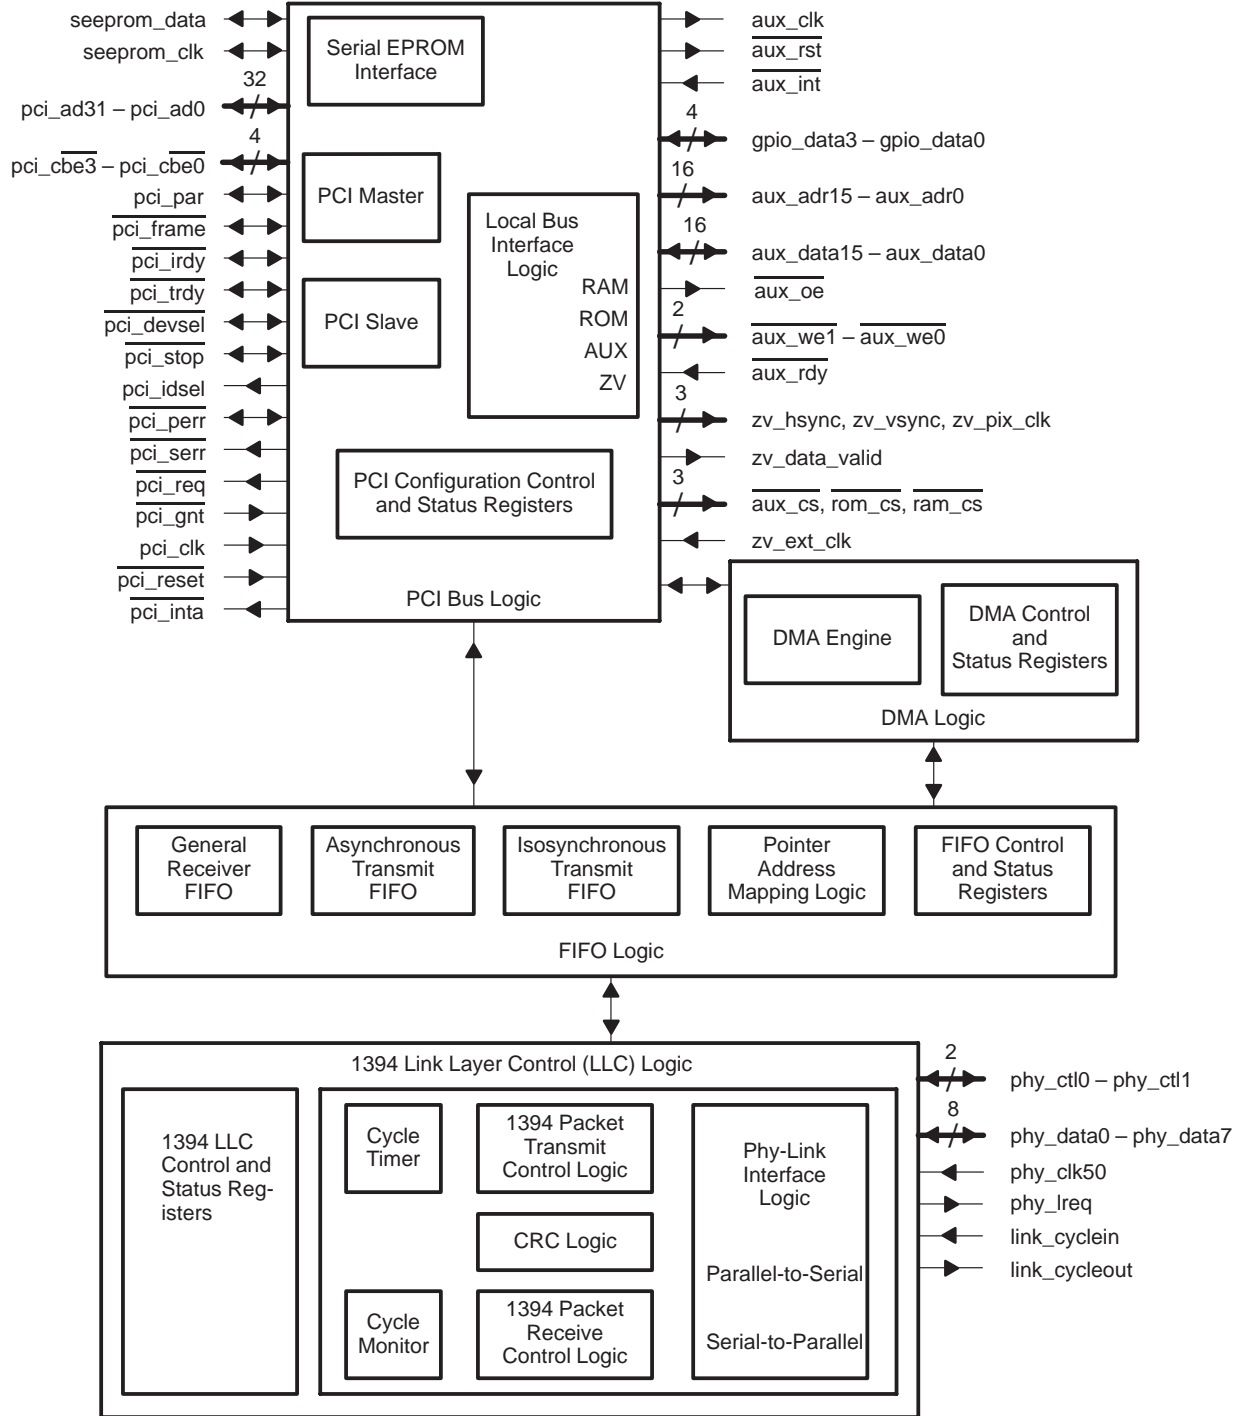 seeprom_data
seeprom_clk
32
pci_ad31 – pci_ad0
4
pci_cbe3 – pci_cbe0
pci_par
pci_frame
pci_irdy
pci_trdy
pci_devsel
pci_stop
pci_idsel
pci_perr
pci_serr
pci_req
pci_gnt
pci_clk
pci_reset
pci_inta
Serial EPROM
Interface
PCI Master
PCI Slave
Local Bus
Interface
Logic
RAM
ROM
AUX
ZV
PCI Configuration Control
and Status Registers
PCI Bus Logic
aux_clk
aux_rst
aux_int
4
gpio_data3 – gpio_data0
16
aux_adr15 – aux_adr0
16
aux_data15 – aux_data0
aux_oe
2
aux_we1 – aux_we0
aux_rdy
3
zv_hsync, zv_vsync, zv_pix_clk
zv_data_valid
3
aux_cs, rom_cs, ram_cs
zv_ext_clk
DMA Engine
DMA Control
and
Status Registers
DMA Logic
General
Receiver
FIFO
Asynchronous
Transmit
FIFO
Isosynchronous
Transmit
FIFO
Pointer
Address
Mapping Logic
FIFO Control
and Status
Registers
FIFO Logic
1394 Link Layer Control (LLC) Logic
1394 LLC
Control and
Status Reg-
isters
Cycle
Timer
1394 Packet
Transmit
Control Logic
CRC Logic
Cycle
Monitor
1394 Packet
Receive
Control Logic
Phy-Link
Interface
Logic
Parallel-to-Serial
Serial-to-Parallel
2
phy_ctl0 – phy_ctl1
8
phy_data0 – phy_data7
phy_clk50
phy_lreq
link_cyclein
link_cycleout